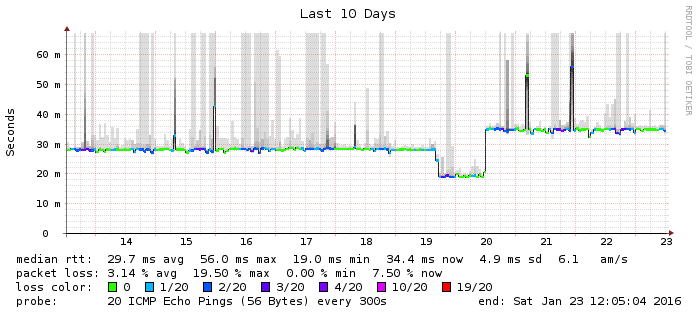 Last 10 Days
RRDTOOL / TOBI OETIKER
Seconds
60 m
50 m
40 m
30 m
20 m
10 m
0
14 15 16 17 18 19 20 21 22 23
median rtt: 29.7 ms avg 56.0 ms max 19.0 ms min 34.4 ms now 4.9 ms sd 6.1 am/s
packet loss: 3.14 % avg 19.50 % max 0.00 % min 7.50 % now
loss color: 0 1/20 2/20 3/20 4/20 10/20 19/20
probe: 20 ICMP Echo Pings (56 Bytes) every 300s end: Sat Jan 23 12:05:04 2016